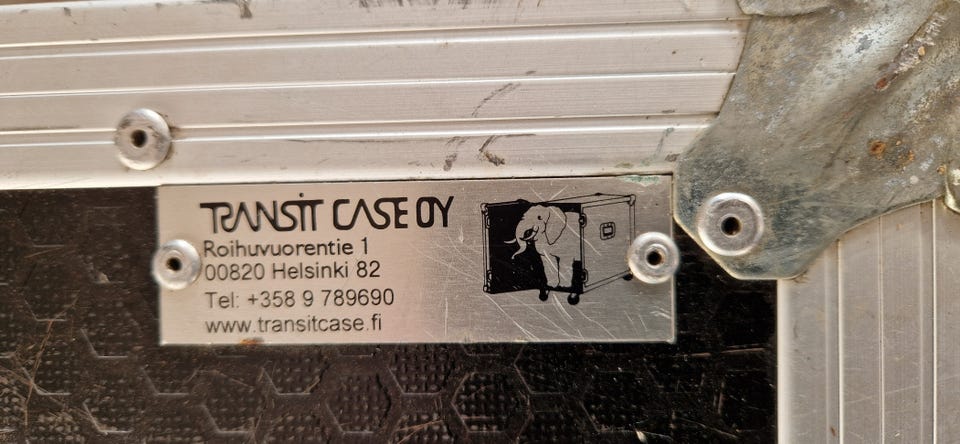 TRANSIT CASE OY
Roihuvuorentie 1
00820 Helsinki 82
Tel: +358 9 789690
www.transitcase.fi